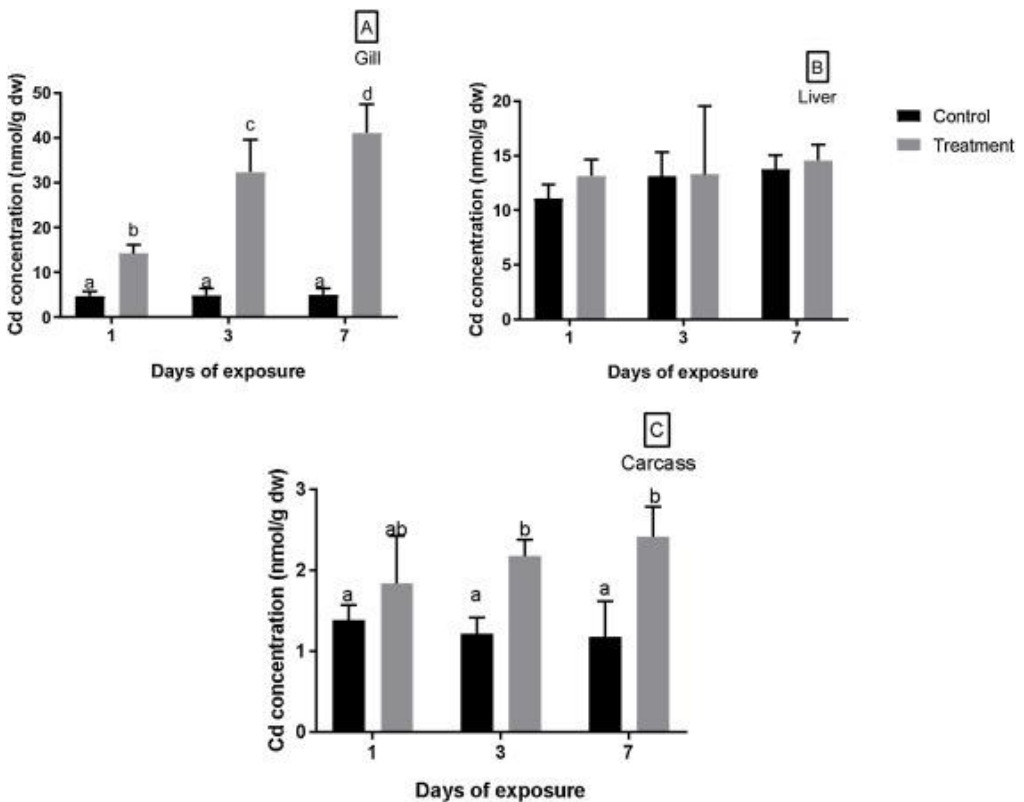 A
Gill
Cd concentration (nmol/g dw)
50
40
30
20
10
0
a
b
a
c
a
d
1
3
7
Days of exposure
B
Liver
Cd concentration (nmol/g dw)
20
15
10
5
0
1
3
7
Days of exposure
Control
Treatment
C
Carcass
Cd concentration (nmol/g dw)
3
2
1
0
a
ab
a
b
a
b
1
3
7
Days of exposure